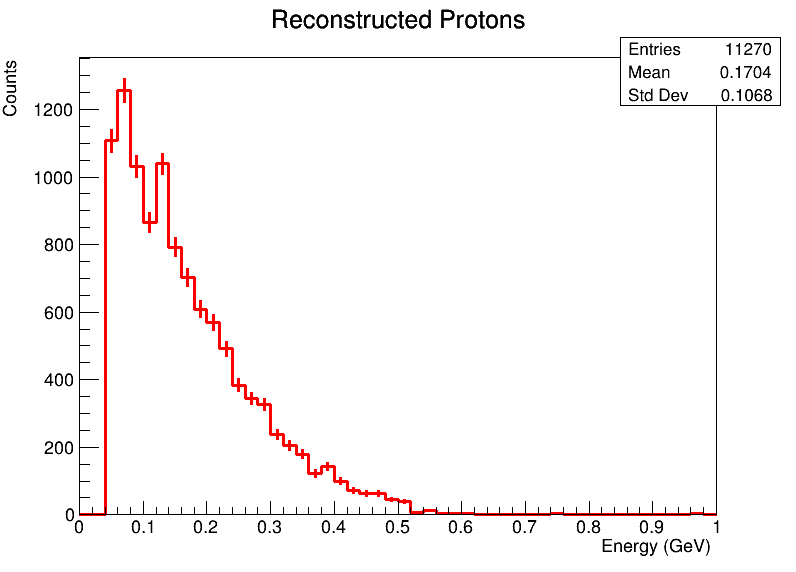 Reconstructed Protons
Entries 11270
Mean 0.1704
Std Dev 0.1068
Counts
1200
1000
800
600
400
200
0
0 0.1 0.2 0.3 0.4 0.5 0.6 0.7 0.8 0.9 1
Energy (GeV)